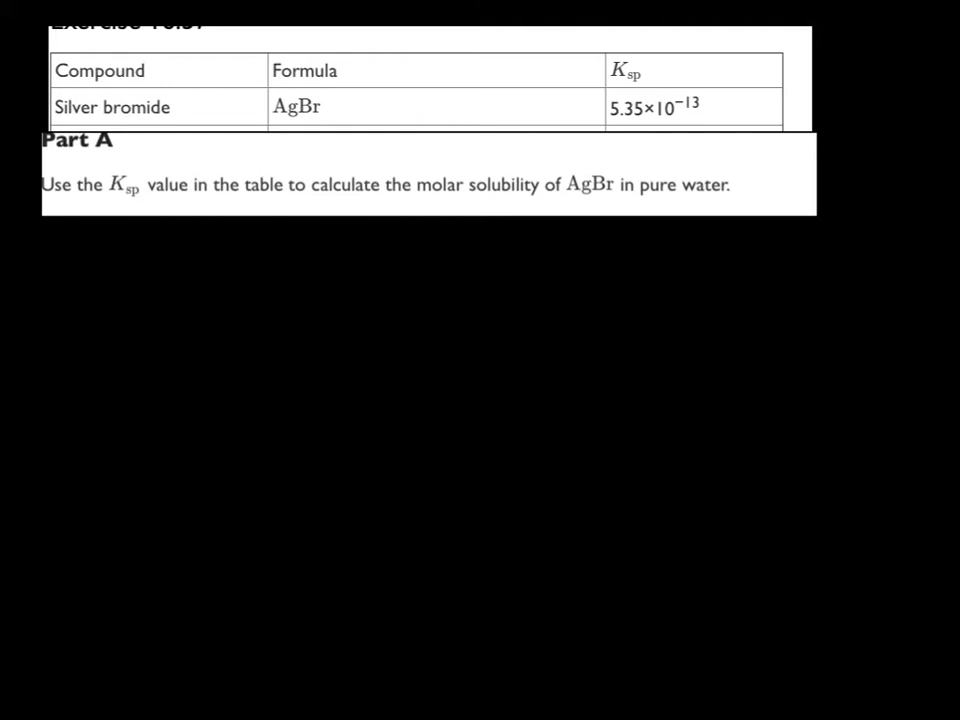 Compound Formula Ksp
Silver bromide AgBr 5.35×10⁻¹³
Part A
Use the Ksp value in the table to calculate the molar solubility of AgBr in pure water.